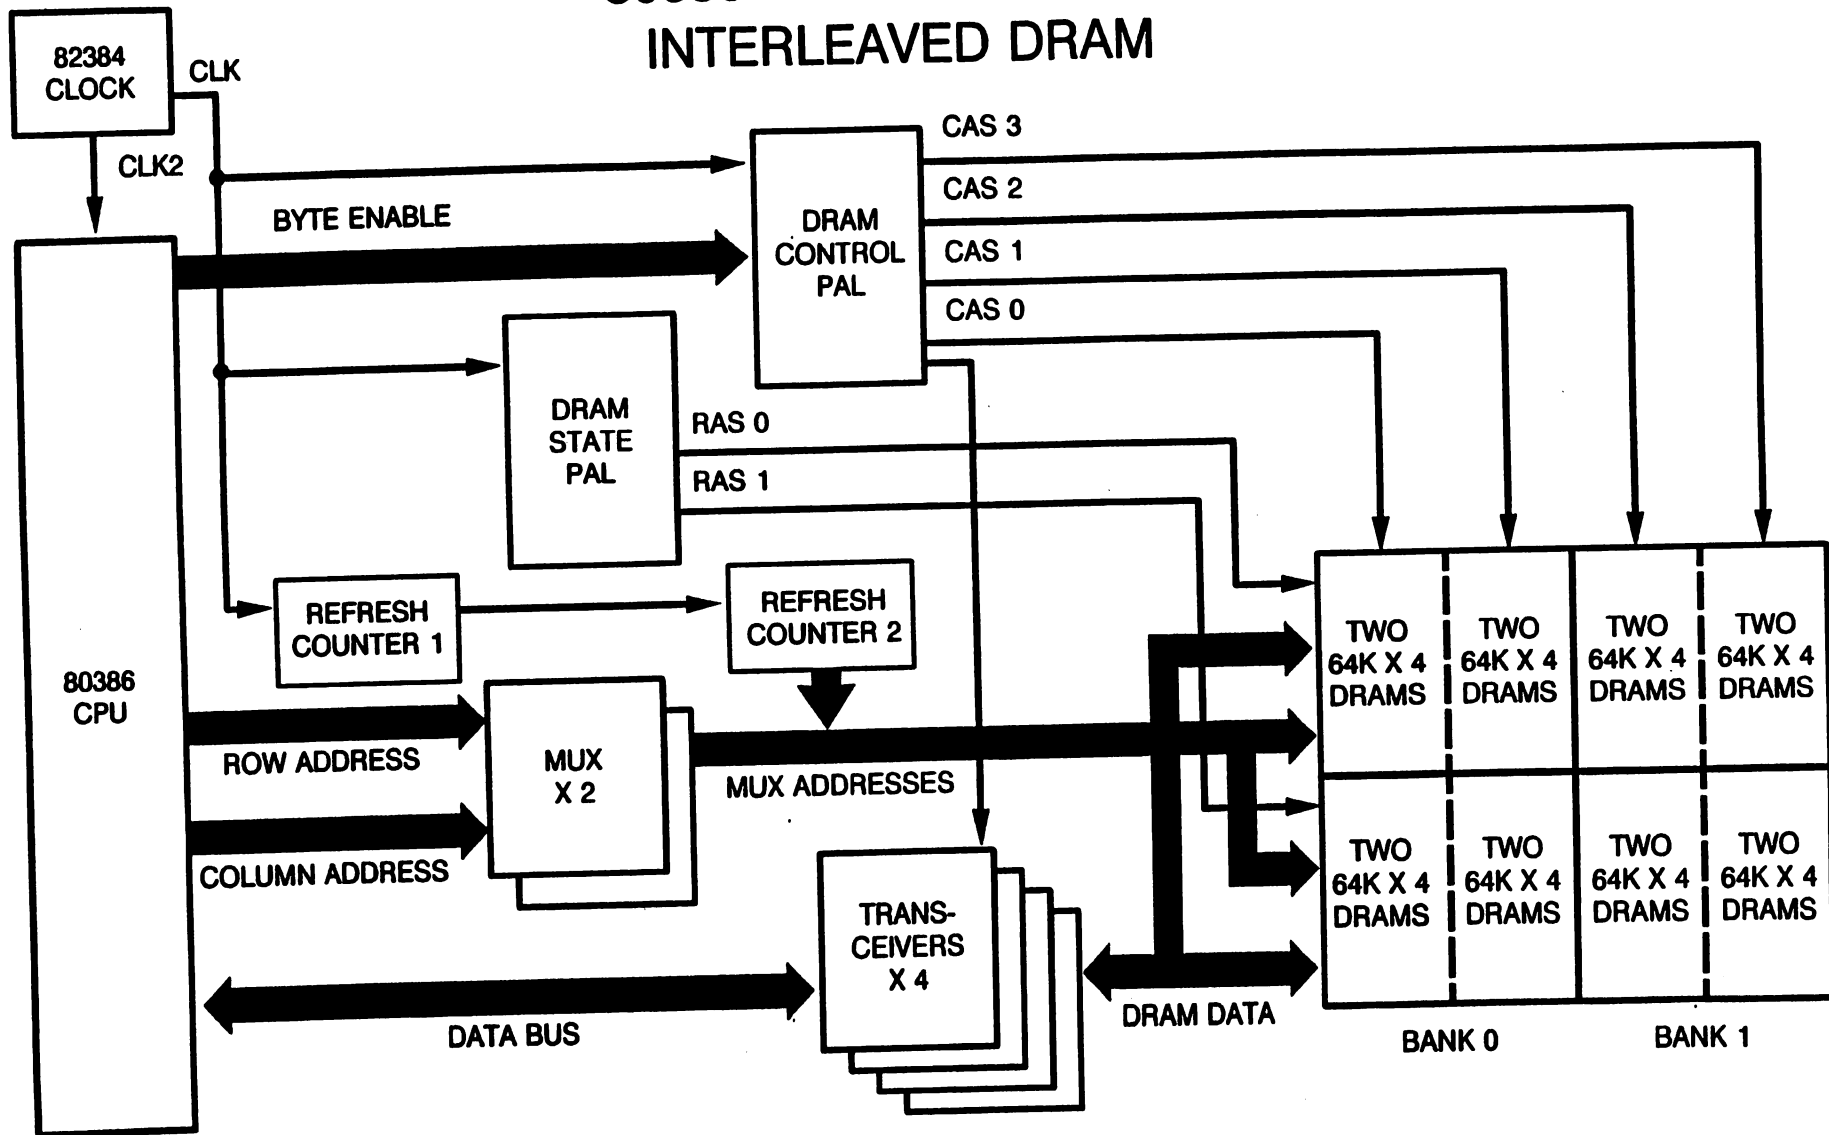 INTERLEAVED DRAM
82384
CLOCK
CLK
CLK2
BYTE ENABLE
DRAM
CONTROL
PAL
CAS 3
CAS 2
CAS 1
CAS 0
DRAM
STATE
PAL
RAS 0
RAS 1
REFRESH
COUNTER 1
REFRESH
COUNTER 2
80386
CPU
ROW ADDRESS
COLUMN ADDRESS
MUX
X 2
MUX ADDRESSES
TRANS-
CEIVERS
X 4
DATA BUS
DRAM DATA
TWO
64K X 4
DRAMS
TWO
64K X 4
DRAMS
TWO
64K X 4
DRAMS
TWO
64K X 4
DRAMS
TWO
64K X 4
DRAMS
TWO
64K X 4
DRAMS
TWO
64K X 4
DRAMS
TWO
64K X 4
DRAMS
BANK 0
BANK 1